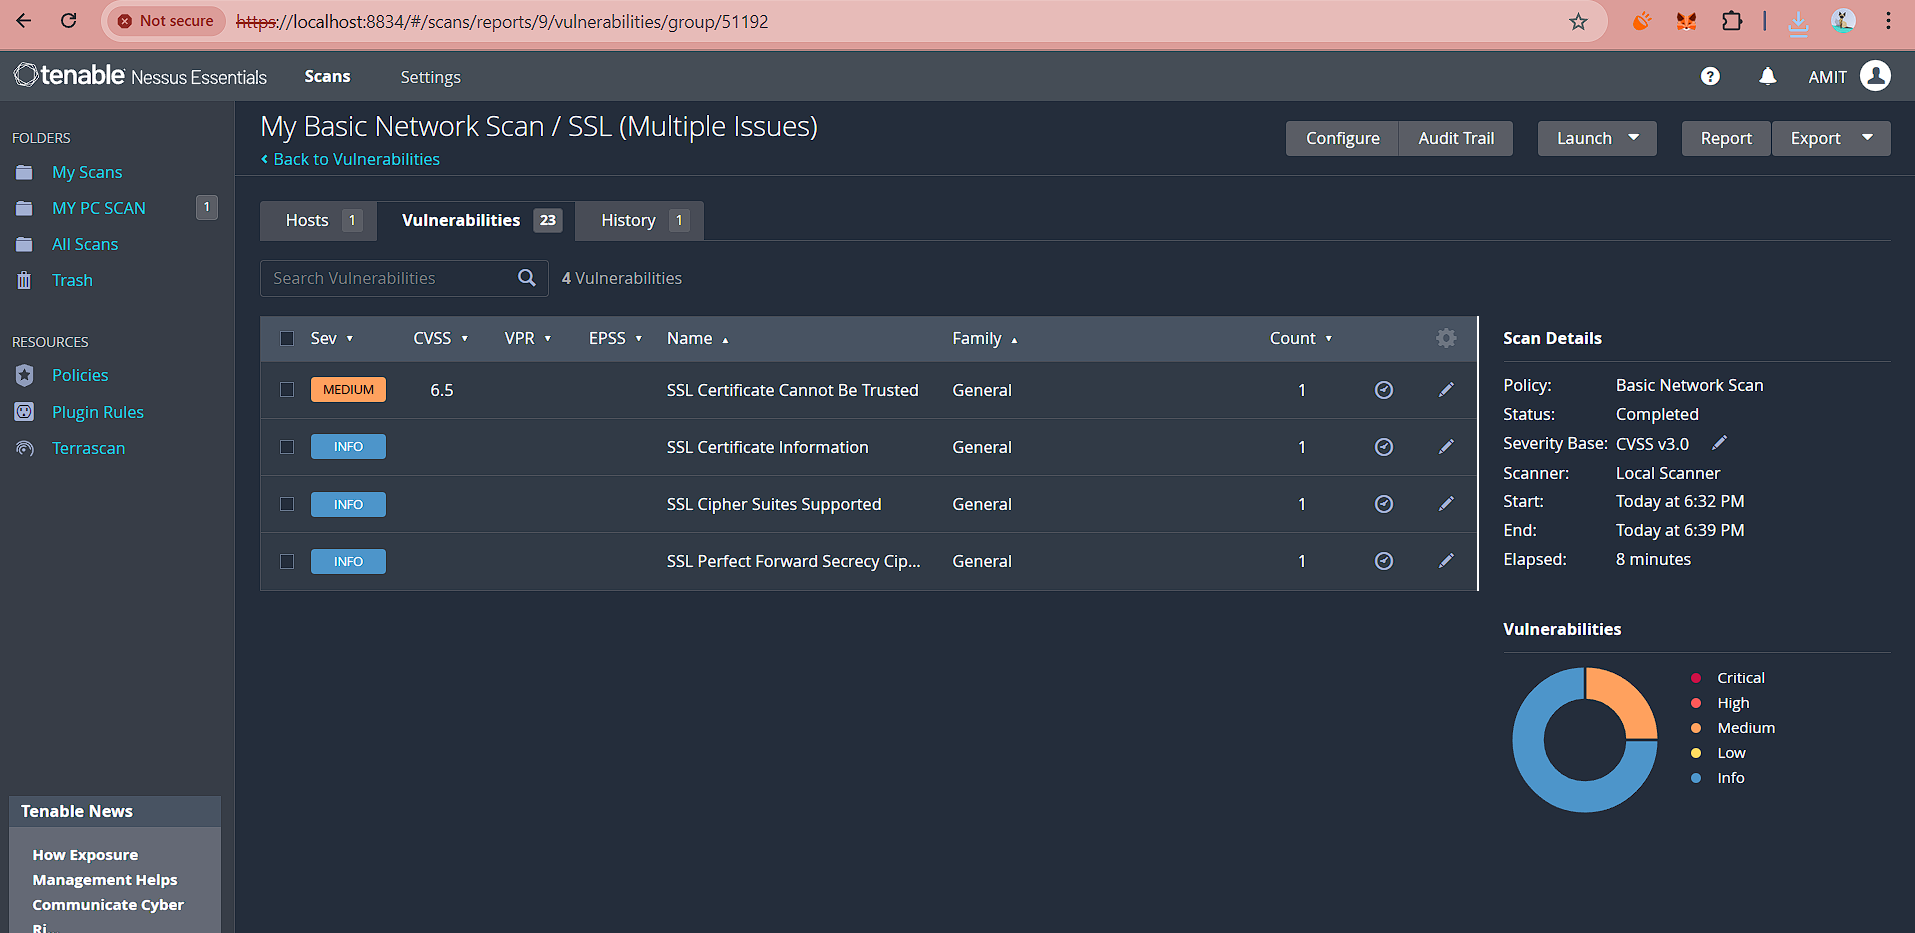 Not secure https://localhost:8834/#/scans/reports/9/vulnerabilities/group/51192
tenable Nessus Essentials Scans Settings AMIT
FOLDERS
My Scans
MY PC SCAN 1
All Scans
Trash
RESOURCES
Policies
Plugin Rules
Terrascan
Tenable News
How Exposure
Management Helps
Communicate Cyber
Ri...
My Basic Network Scan / SSL (Multiple Issues)
Back to Vulnerabilities
Configure Audit Trail Launch Report Export
Hosts 1 Vulnerabilities 23 History 1
Search Vulnerabilities 4 Vulnerabilities
Sev CVSS VPR EPSS Name Family Count
MEDIUM 6.5 SSL Certificate Cannot Be Trusted General 1
INFO SSL Certificate Information General 1
INFO SSL Cipher Suites Supported General 1
INFO SSL Perfect Forward Secrecy Cip... General 1
Scan Details
Policy: Basic Network Scan
Status: Completed
Severity Base: CVSS v3.0
Scanner: Local Scanner
Start: Today at 6:32 PM
End: Today at 6:39 PM
Elapsed: 8 minutes
Vulnerabilities
Critical
High
Medium
Low
Info